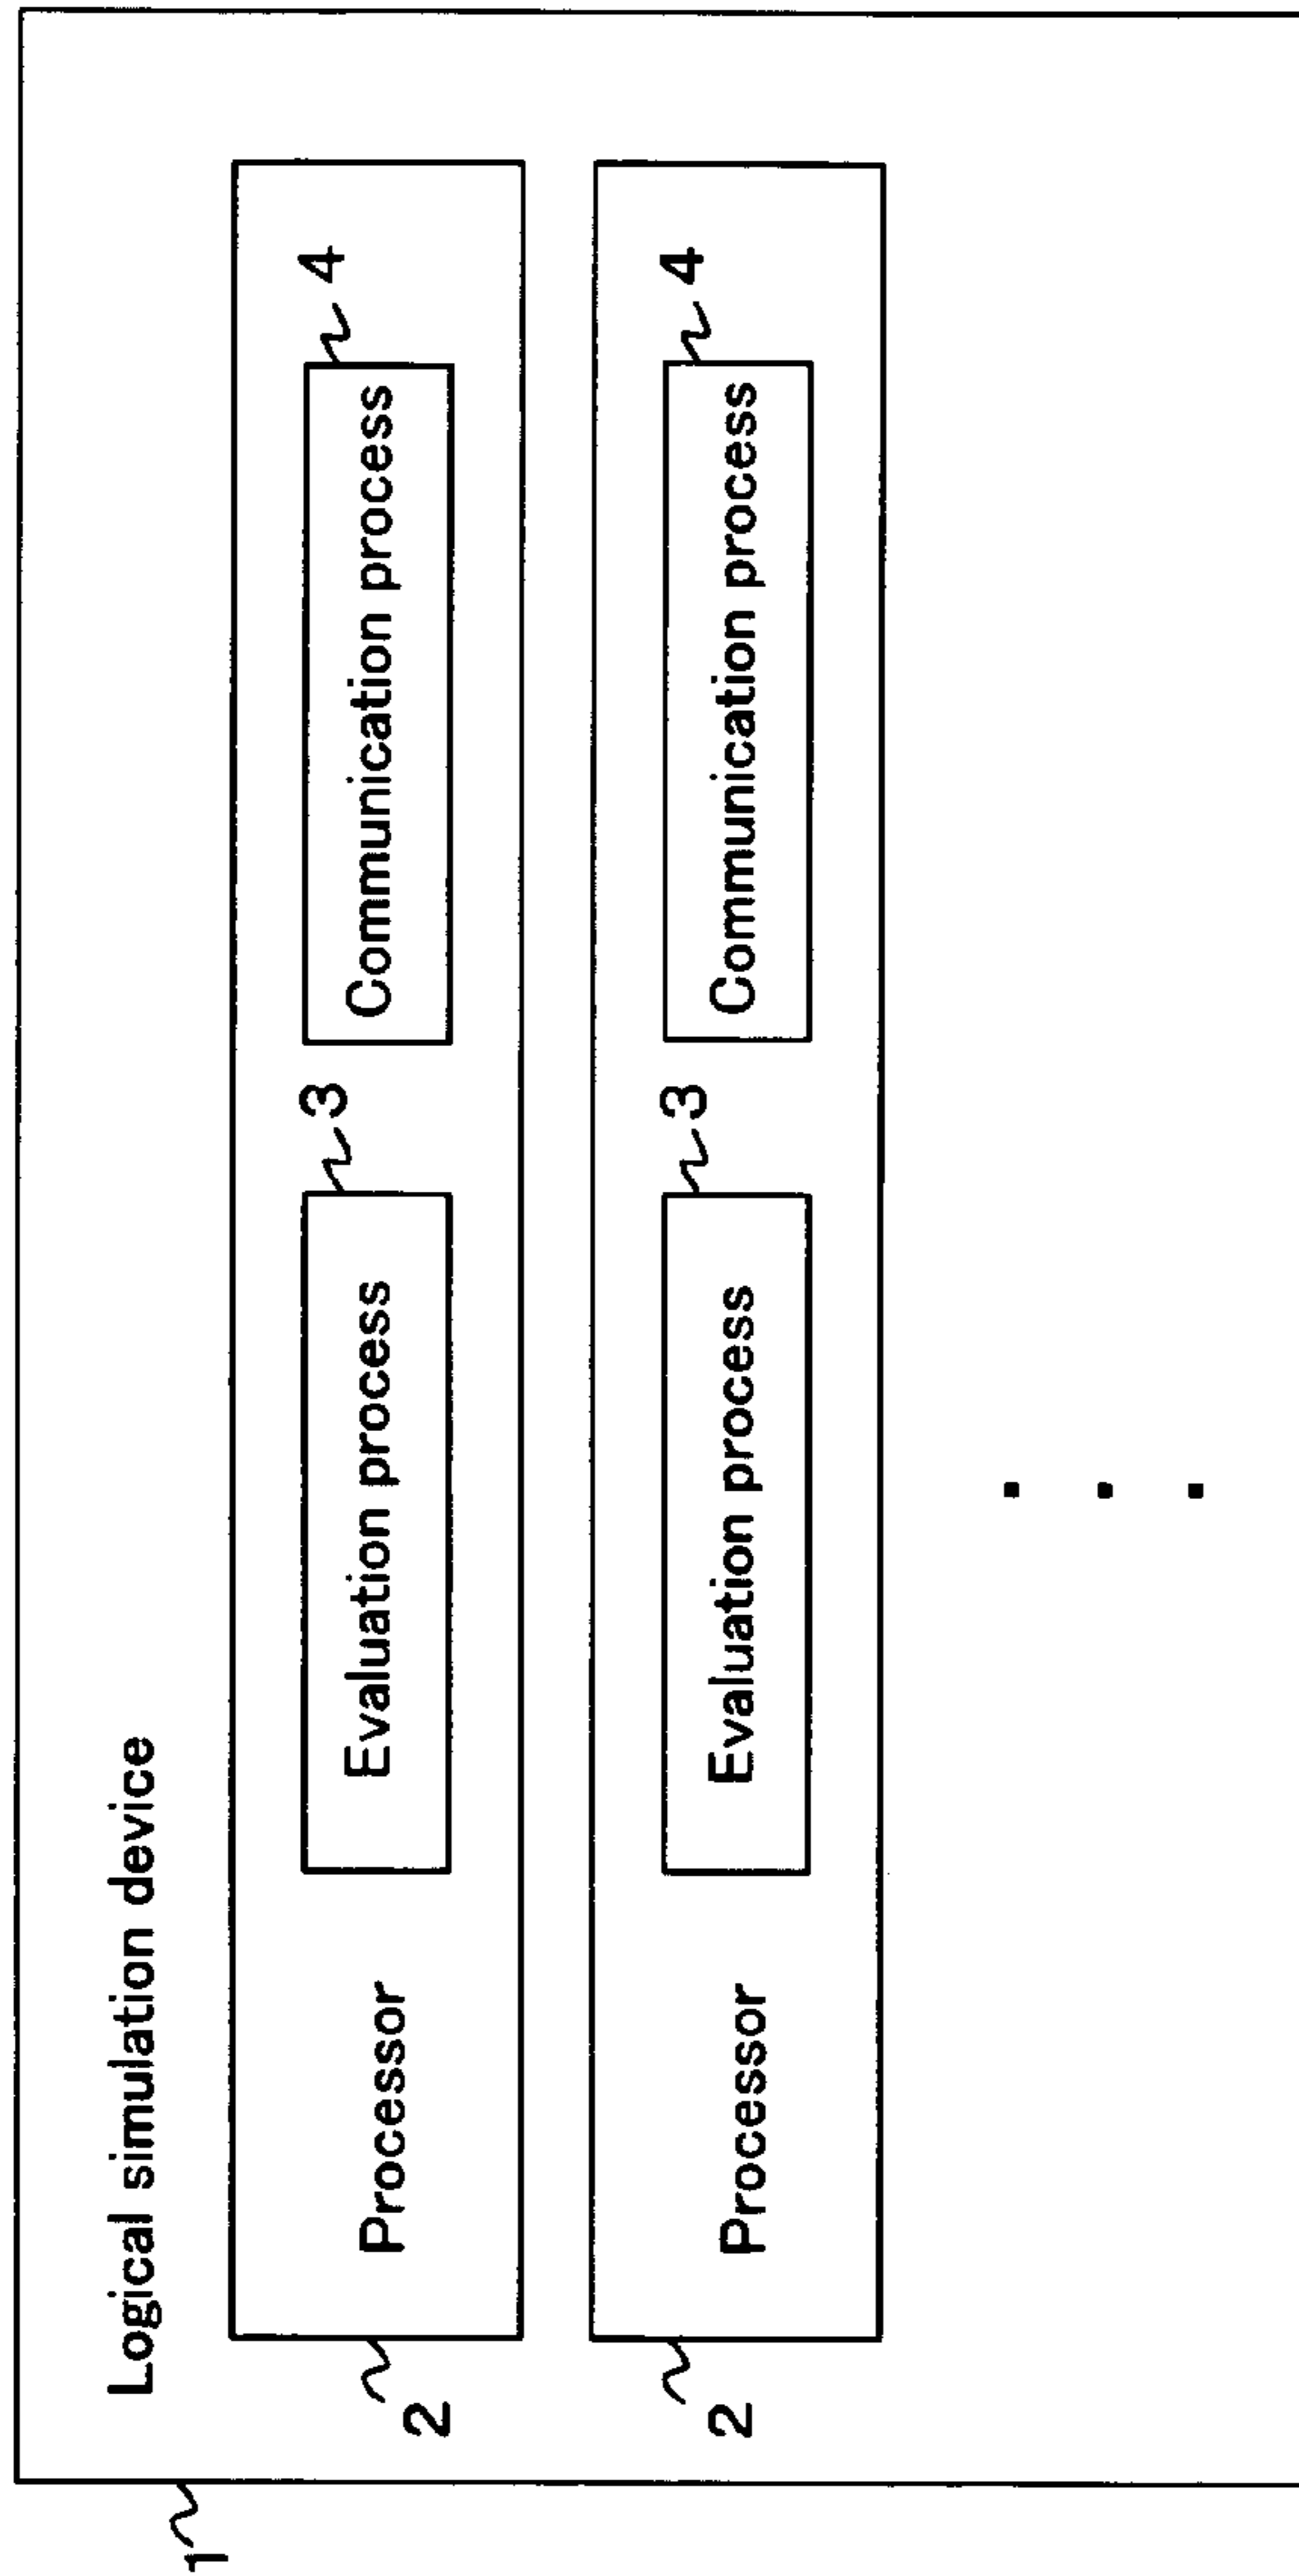 1
Logical simulation device
2
Processor
Evaluation process
3
Communication process
4
2
Processor
Evaluation process
3
Communication process
4